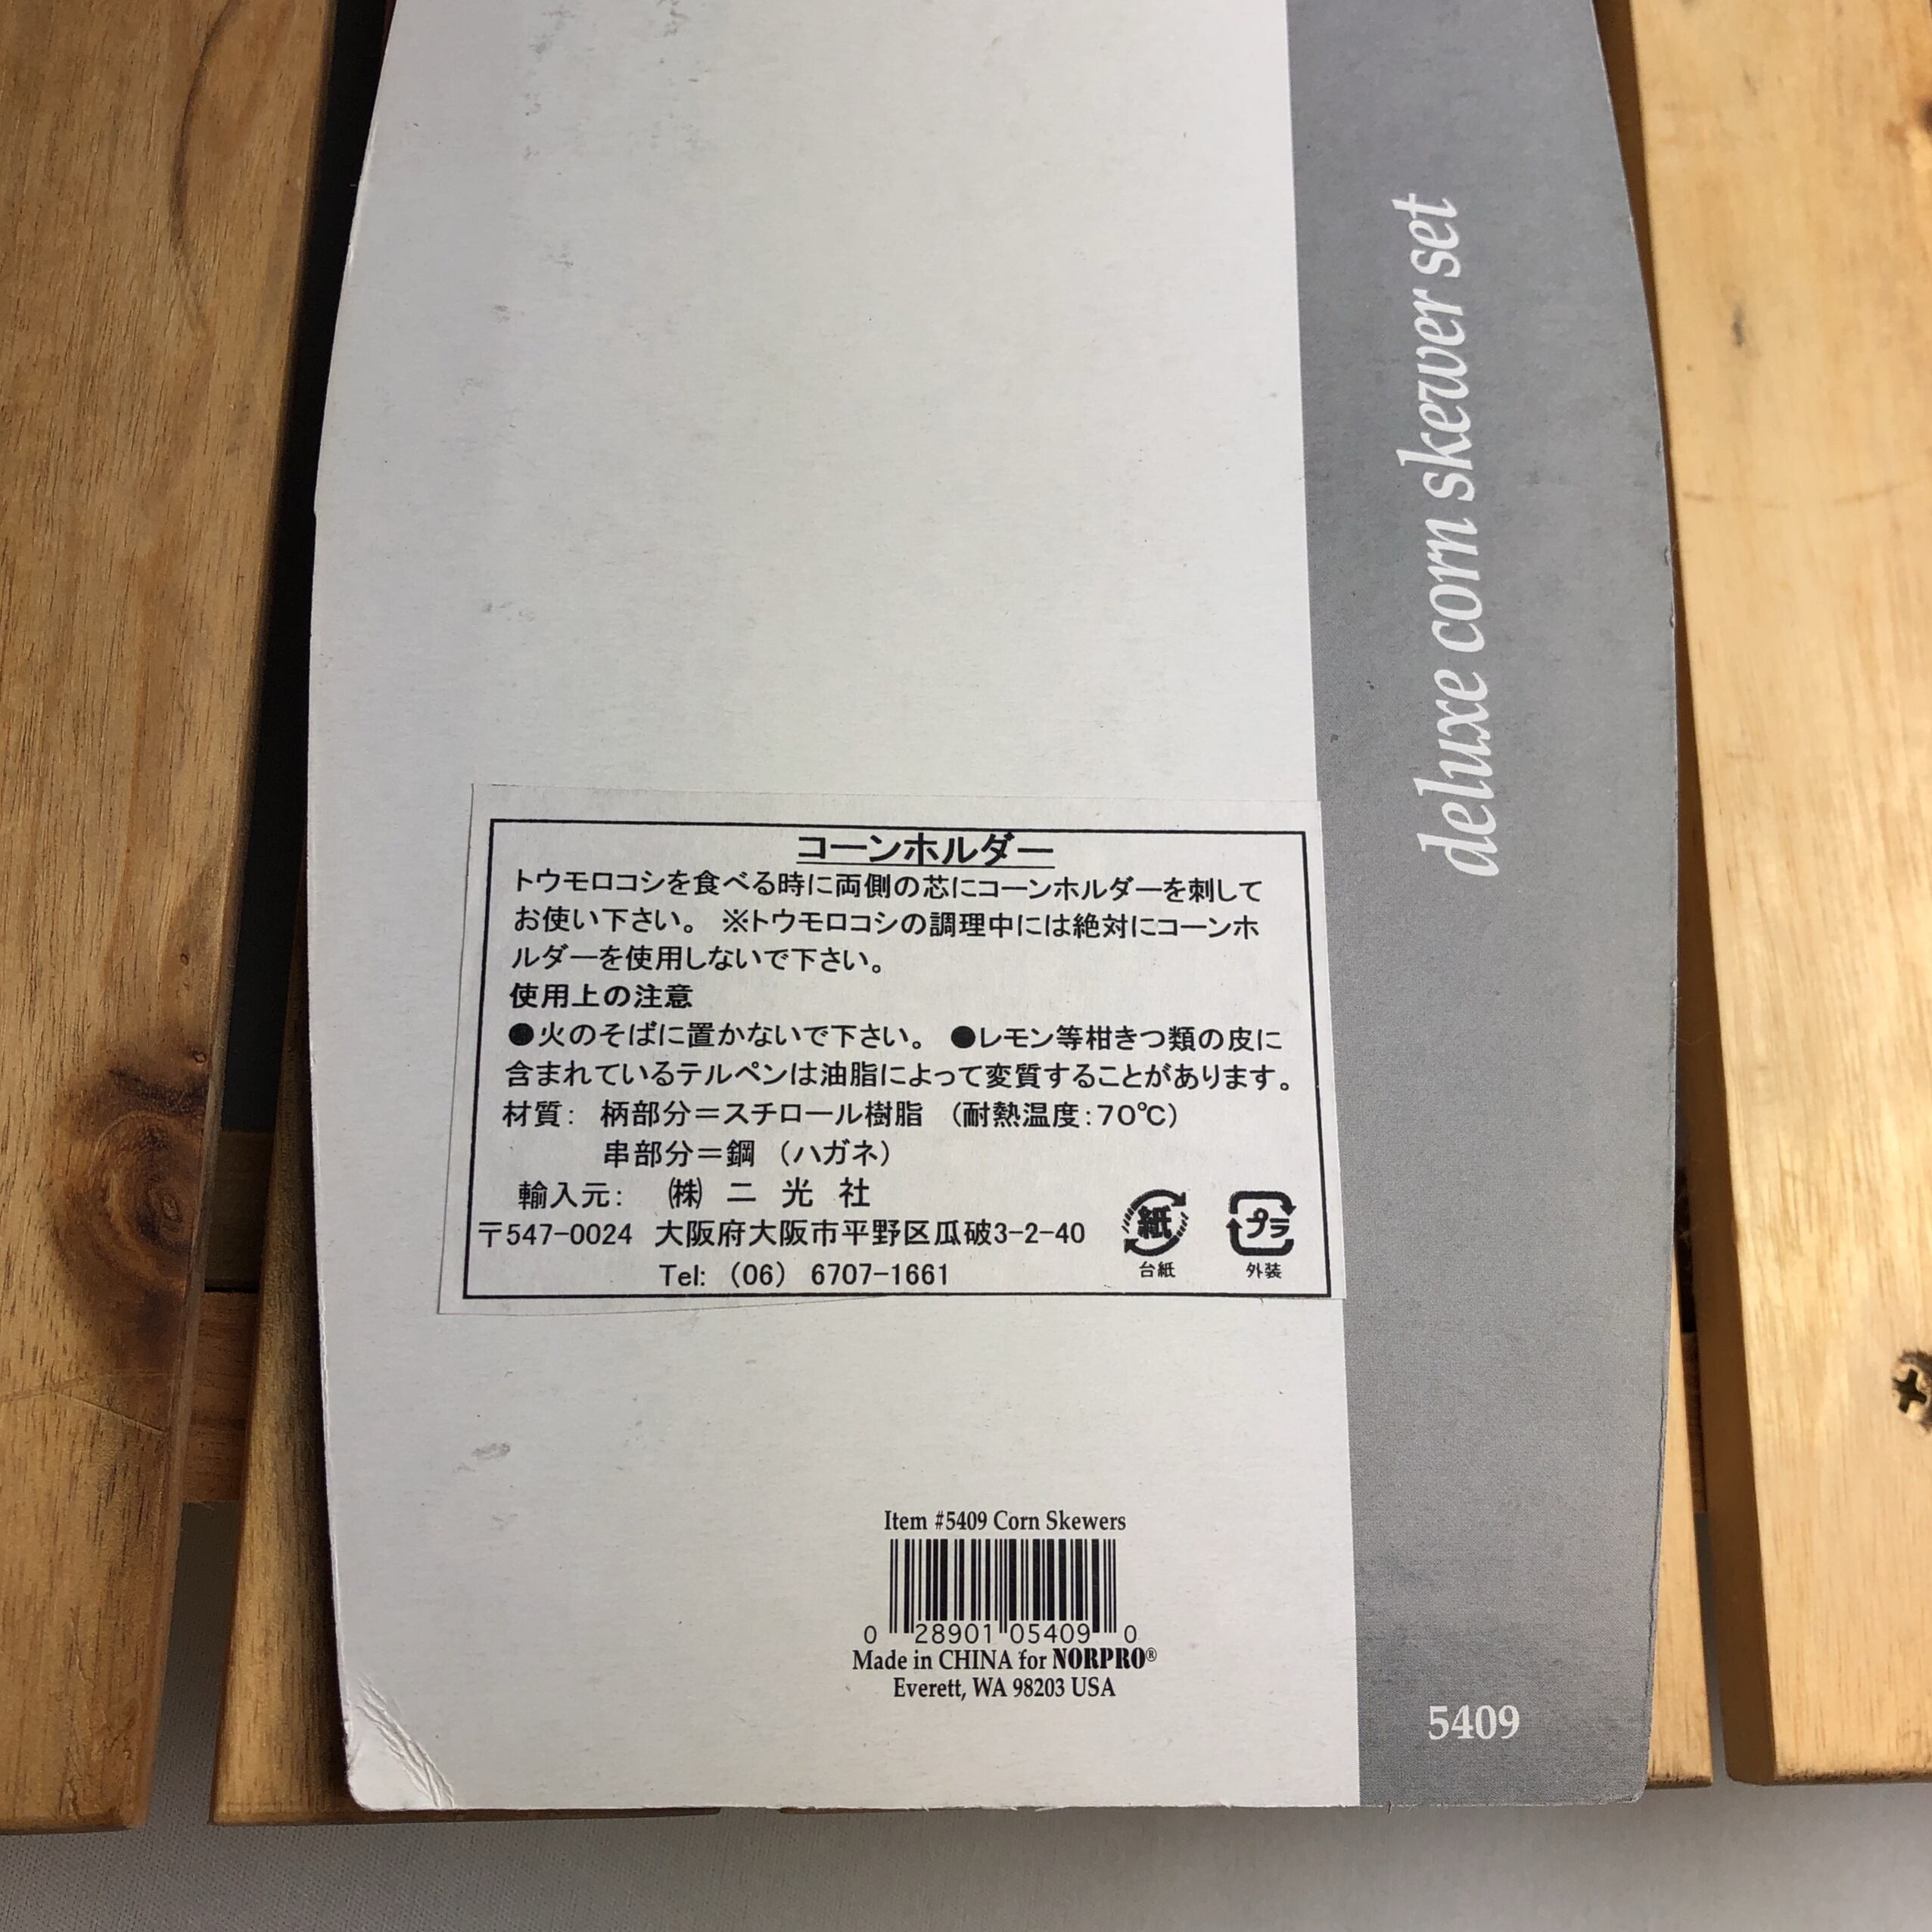 deluxe corn skewer set
コーンホルダー
トウモロコシを食べる時に両側の芯にコーンホルダーを刺して
お使い下さい。 ※トウモロコシの調理中には絶対にコーンホ
ルダーを使用しないで下さい。
使用上の注意
●火のそばに置かないで下さい。 ●レモン等柑きつ類の皮に
含まれているテルペンは油脂によって変質することがあります。
材質: 柄部分=スチロール樹脂 (耐熱温度:70℃)
串部分=鋼 (ハガネ)
輸入元: ㈱ 二 光 社
〒547-0024 大阪府大阪市平野区瓜破3-2-40
Tel: (06) 6707-1661
紙
台紙
プラ
外装
Item #5409 Corn Skewers
0 28901 05409 0
Made in CHINA for NORPRO®
Everett, WA 98203 USA
5409